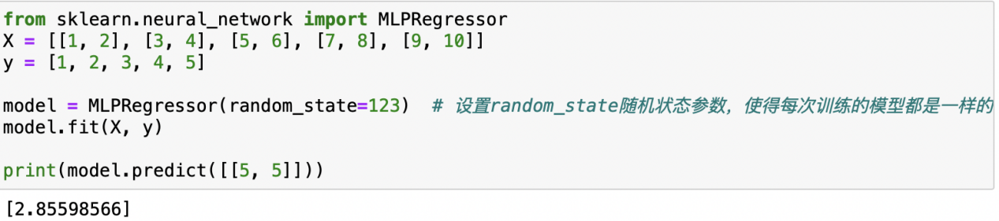 from sklearn.neural_network import MLPRegressor
X = [[1, 2], [3, 4], [5, 6], [7, 8], [9, 10]]
y = [1, 2, 3, 4, 5]
model = MLPRegressor(random_state=123)  # 设置random_state随机状态参数，使得每次训练的模型都是一样的
model.fit(X, y)
print(model.predict([[5, 5]]))
[2.85598566]